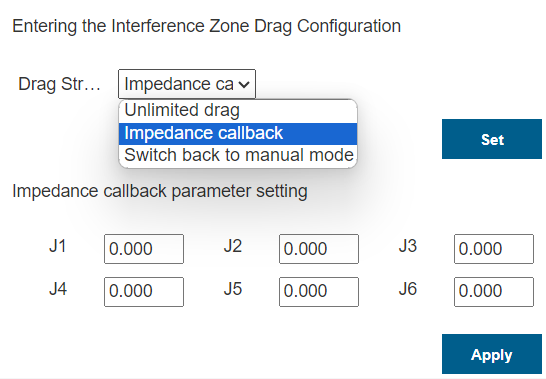 Entering the Interference Zone Drag Configuration
Drag Str... Impedance ca
Unlimited drag
Impedance callback
Switch back to manual mode
Set
Impedance callback parameter setting
J1 0.000 J2 0.000 J3 0.000
J4 0.000 J5 0.000 J6 0.000
Apply